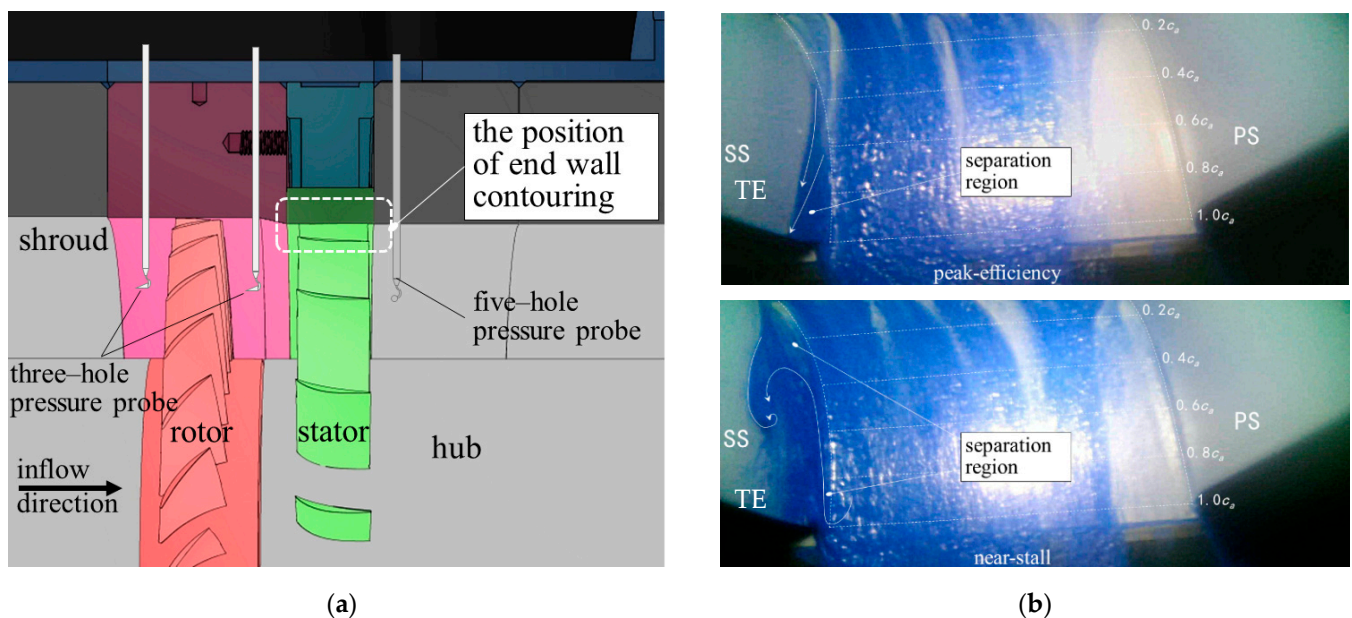 the position
of end wall
contouring
shroud
five–hole
pressure probe
three–hole
pressure probe
rotor
stator
hub
inflow
direction
(a)
0.2cₐ
0.4cₐ
0.6cₐ
0.8cₐ
1.0cₐ
SS
TE
PS
separation
region
peak-efficiency
0.2cₐ
0.4cₐ
0.6cₐ
0.8cₐ
1.0cₐ
SS
TE
PS
separation
region
near-stall
(b)